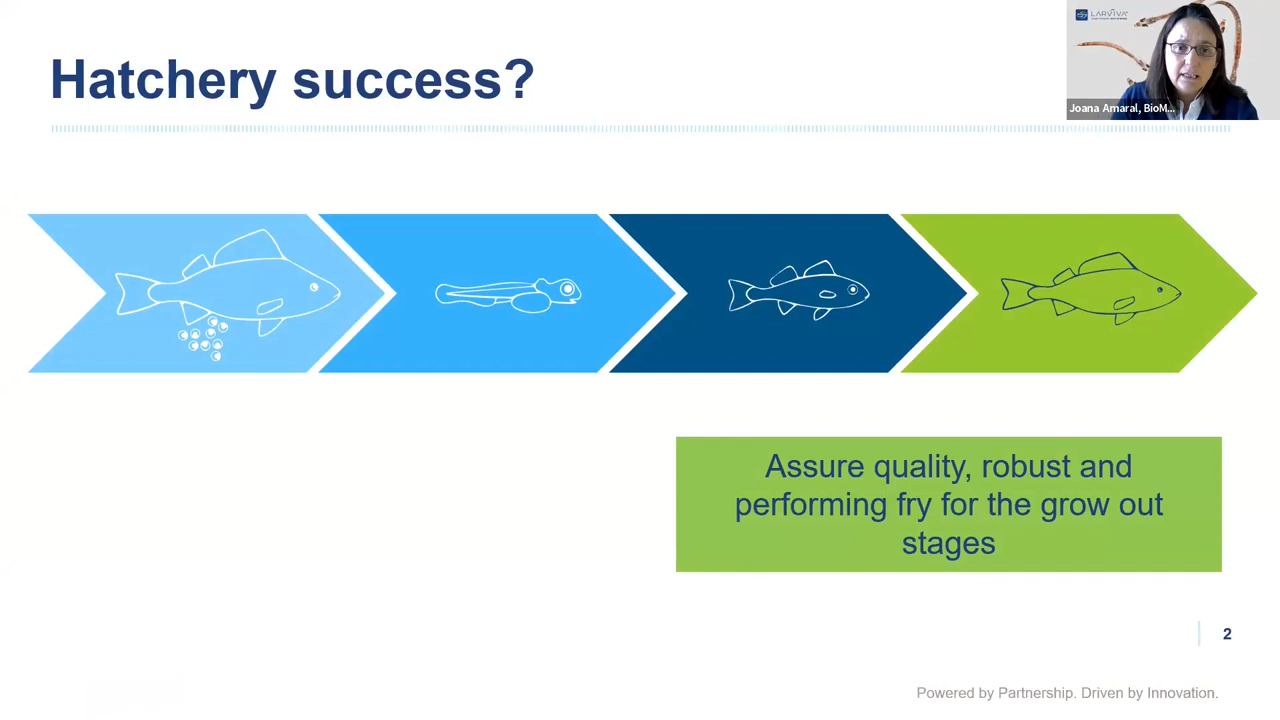 Hatchery success?
LARVIVA
Joana Amaral, BioM...
Assure quality, robust and
performing fry for the grow out
stages
2
Powered by Partnership. Driven by Innovation.